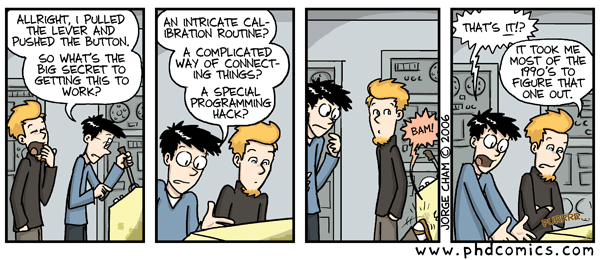 ALLRIGHT, I PULLED
THE LEVER AND
PUSHED THE BUTTON.
SO WHAT'S THE
BIG SECRET TO
GETTING THIS TO
WORK?
AN INTRICATE CAL-
IBRATION ROUTINE?
A COMPLICATED
WAY OF CONNECT-
ING THINGS?
A SPECIAL
PROGRAMMING
HACK?
BAM!
JORGE CHAM © 2006
THAT'S IT!?
IT TOOK ME
MOST OF THE
1990'S TO
FIGURE THAT
ONE OUT.
www.phdcomics.com